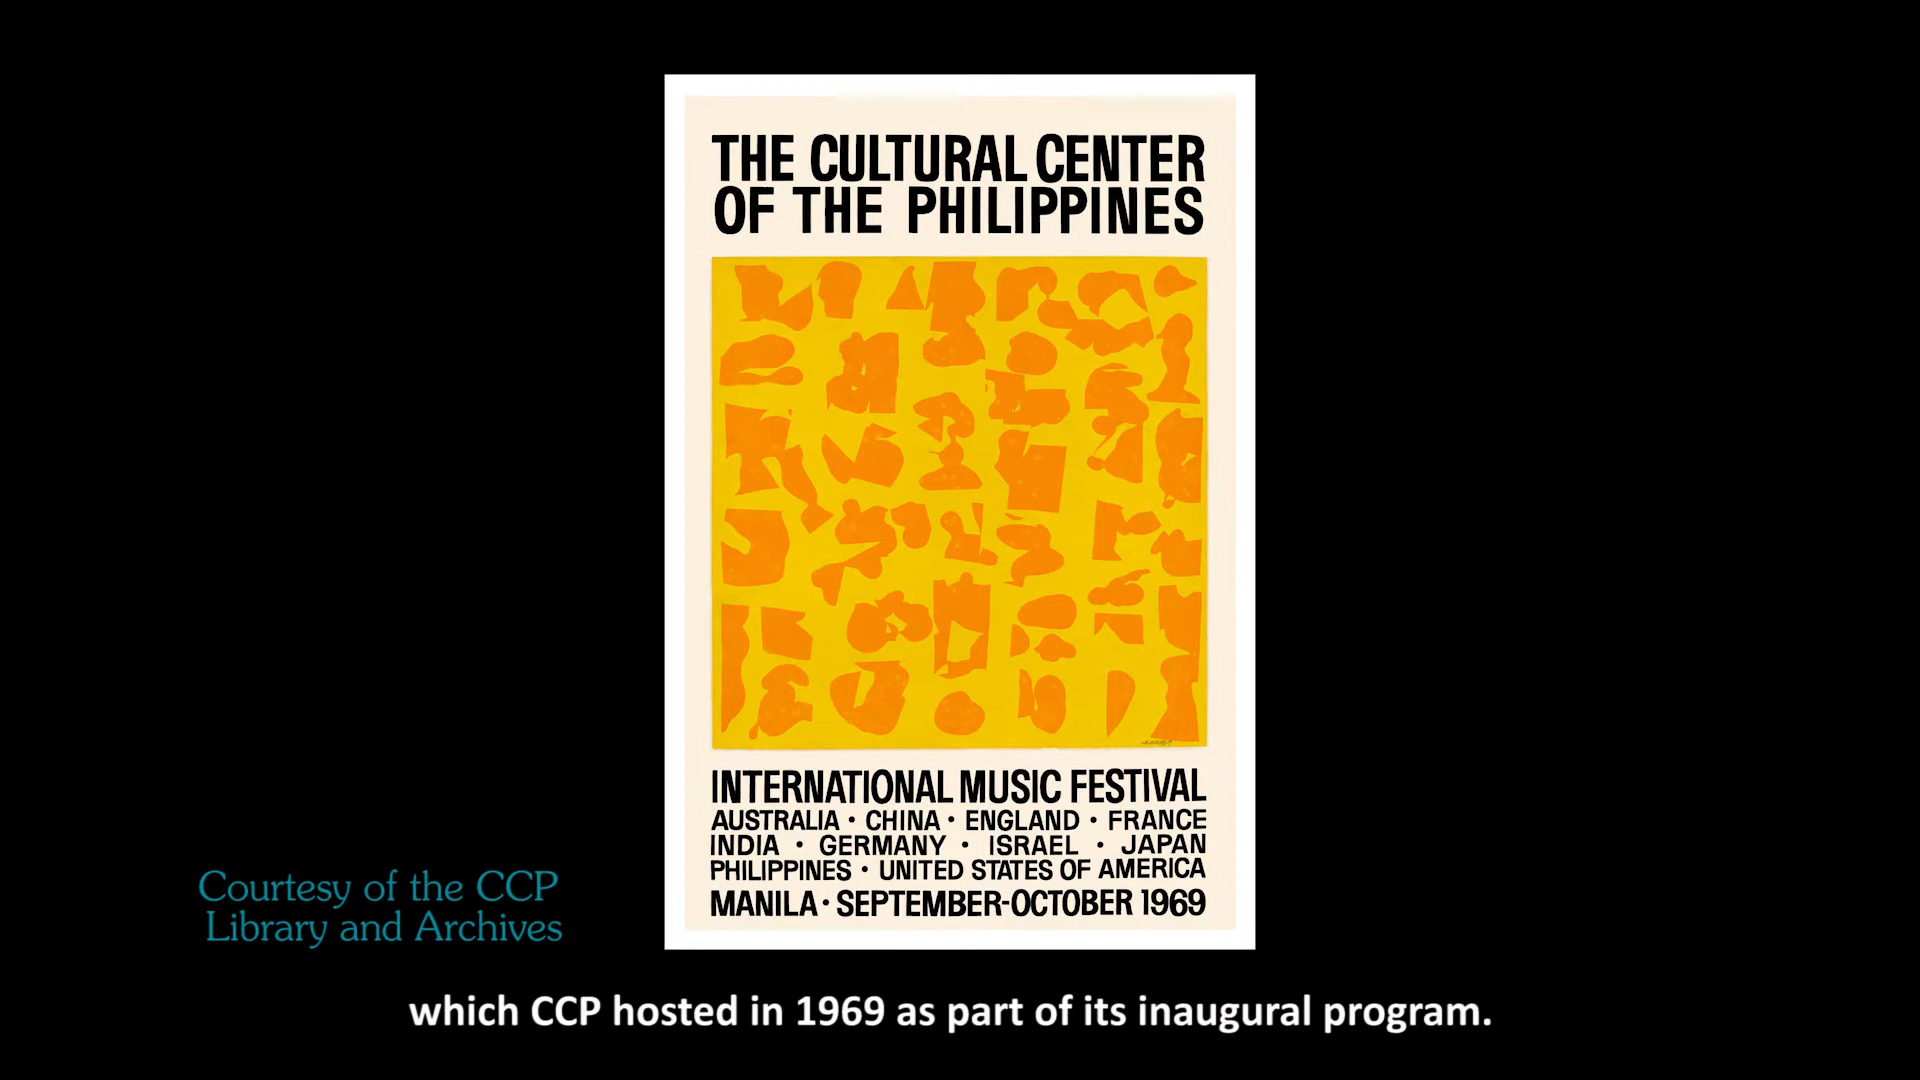 THE CULTURAL CENTER
OF THE PHILIPPINES
INTERNATIONAL MUSIC FESTIVAL
AUSTRALIA • CHINA • ENGLAND • FRANCE
INDIA • GERMANY • ISRAEL • JAPAN
PHILIPPINES • UNITED STATES OF AMERICA
MANILA • SEPTEMBER-OCTOBER 1969
Courtesy of the CCP
Library and Archives
which CCP hosted in 1969 as part of its inaugural program.